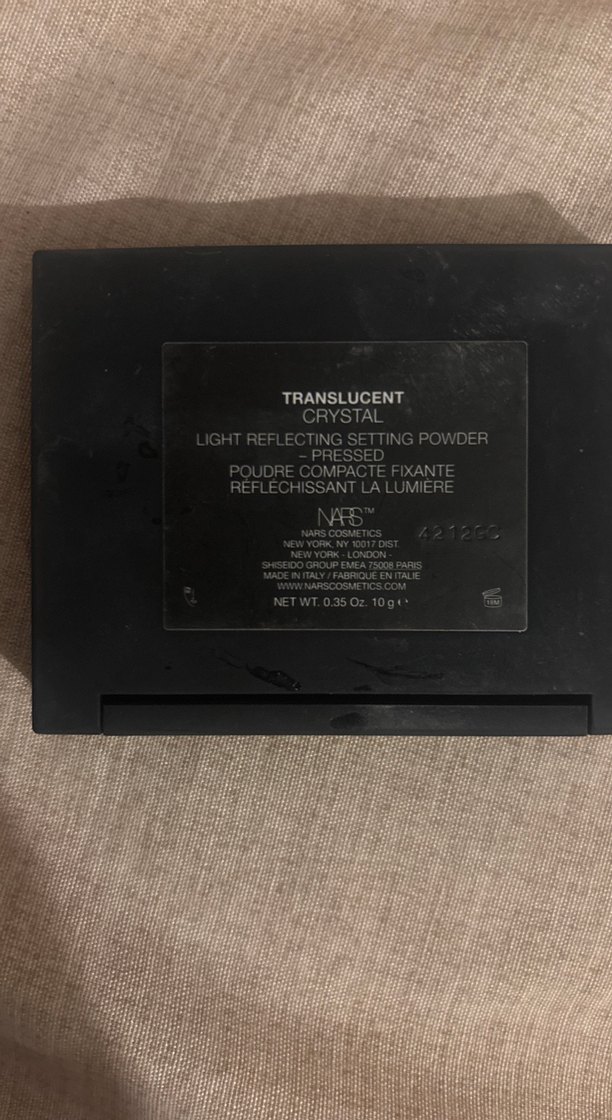 TRANSLUCENT
CRYSTAL
LIGHT REFLECTING SETTING POWDER
– PRESSED
POUDRE COMPACTE FIXANTE
RÉFLÉCHISSANT LA LUMIÈRE
NARS™
NARS COSMETICS
NEW YORK, NY 10017 DIST.
NEW YORK - LONDON -
SHISEIDO GROUP EMEA 75008 PARIS
MADE IN ITALY / FABRIQUÉ EN ITALIE
WWW.NARSCOSMETICS.COM
NET WT. 0.35 Oz. 10 g ℮
4212GC